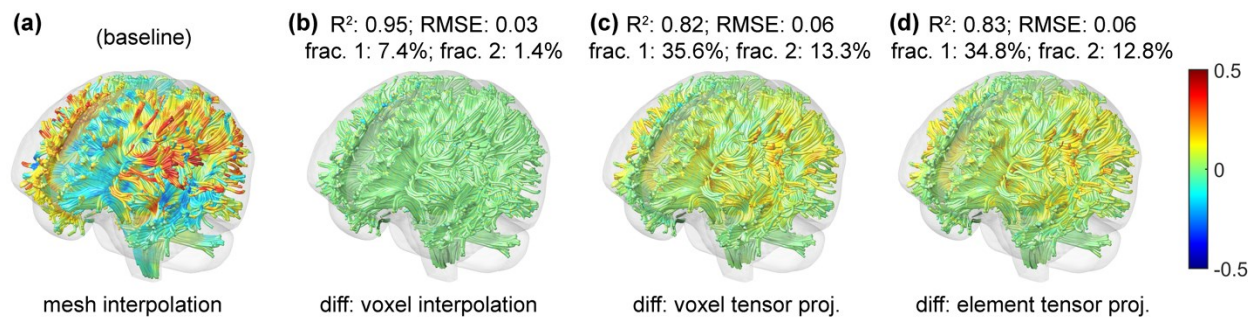 (a)
(baseline)
mesh interpolation
(b) R²: 0.95; RMSE: 0.03
frac. 1: 7.4%; frac. 2: 1.4%
diff: voxel interpolation
(c) R²: 0.82; RMSE: 0.06
frac. 1: 35.6%; frac. 2: 13.3%
diff: voxel tensor proj.
(d) R²: 0.83; RMSE: 0.06
frac. 1: 34.8%; frac. 2: 12.8%
diff: element tensor proj.
0.5
0
-0.5